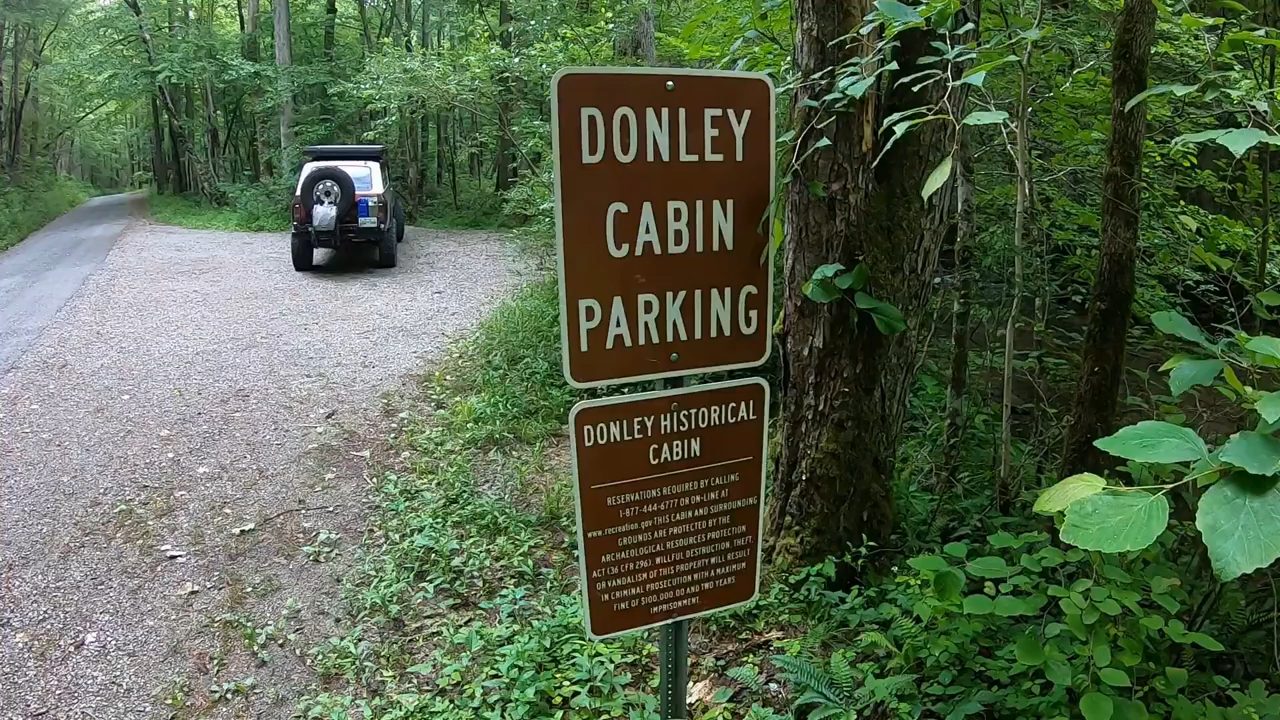 DONLEY
CABIN
PARKING
DONLEY HISTORICAL
CABIN
RESERVATIONS REQUIRED BY CALLING
1-877-444-6777 OR ON-LINE AT
www.recreation.gov THIS CABIN AND SURROUNDING
GROUNDS ARE PROTECTED BY THE
ARCHAEOLOGICAL RESOURCES PROTECTION
ACT (36 CFR 296). WILLFUL DESTRUCTION, THEFT,
OR VANDALISM OF THIS PROPERTY WILL RESULT
IN CRIMINAL PROSECUTION WITH A MAXIMUM
FINE OF $100,000.00 AND TWO YEARS
IMPRISONMENT.